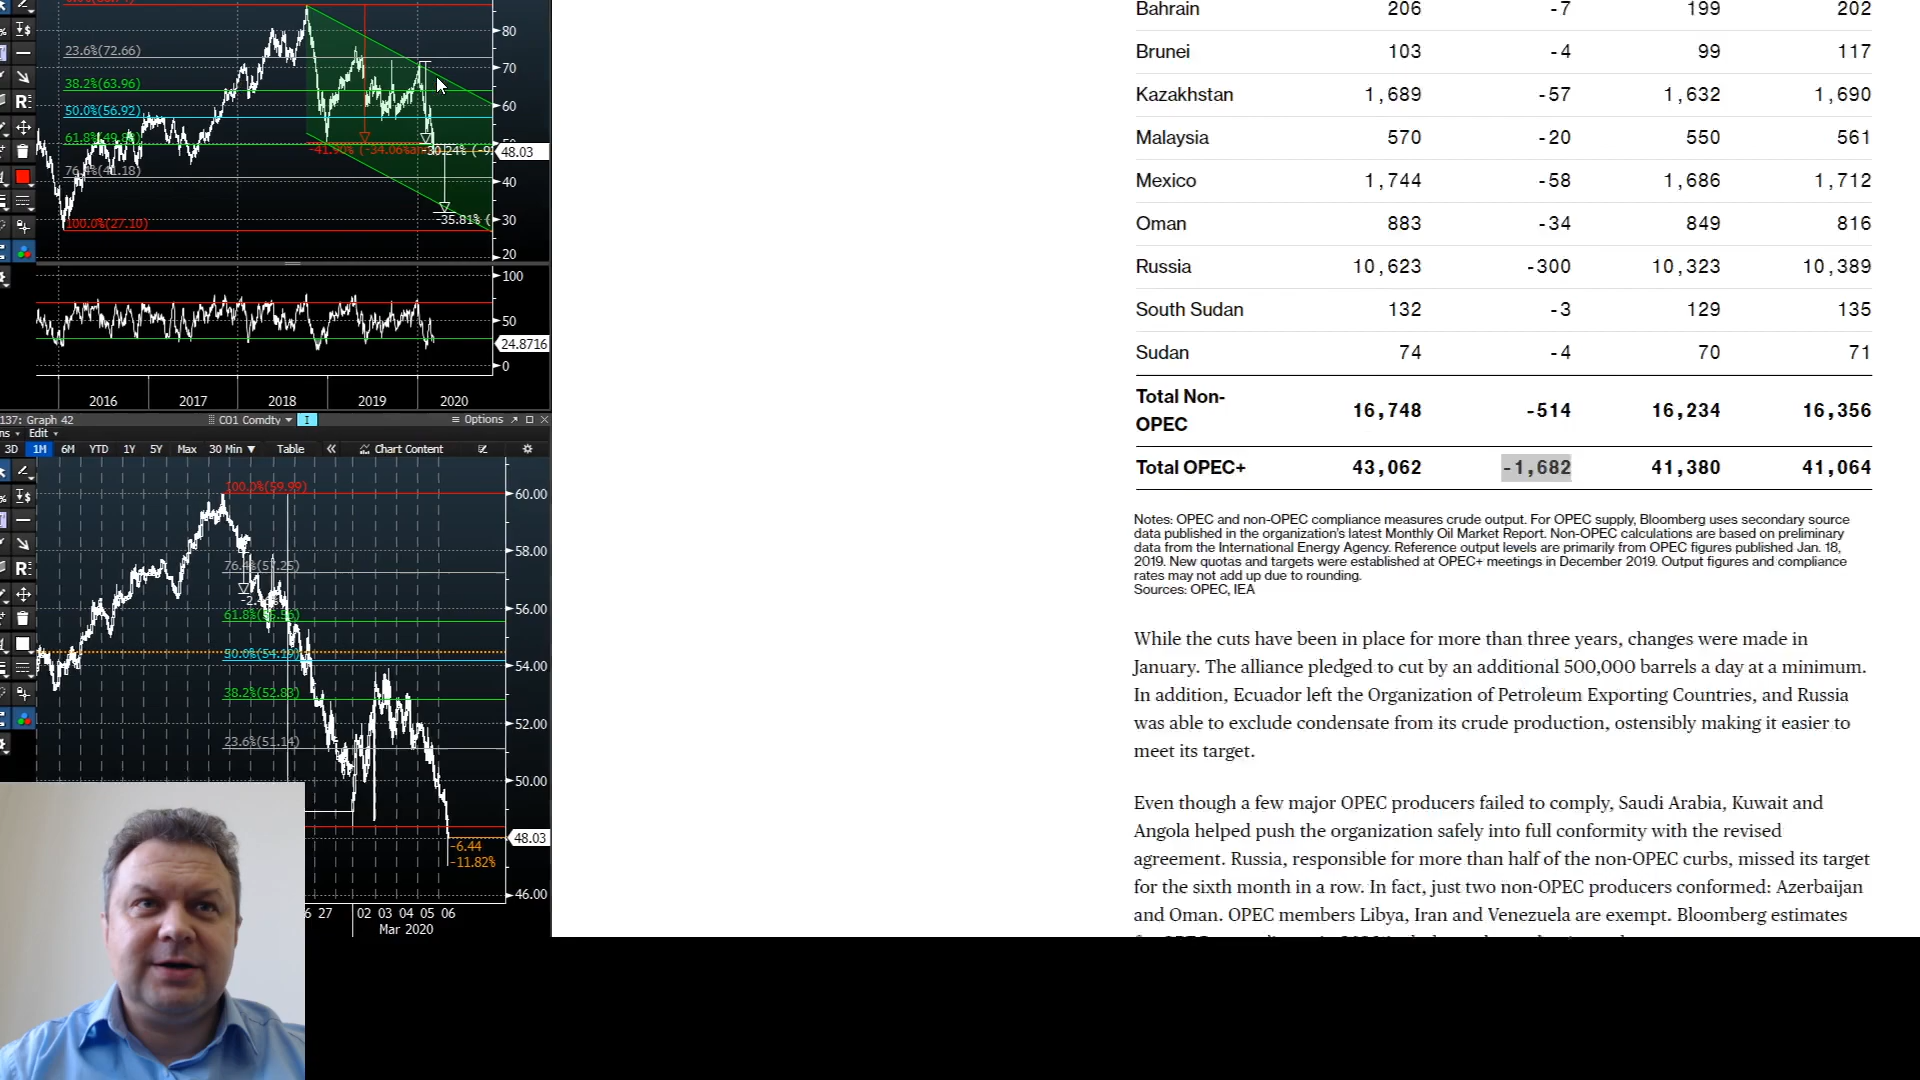 80
23.6%(72.66)
70
38.2%(63.96)
60
50.0%(56.92)
48.03
40
-35.81% (
100.0%(27.10)
30
20
100
50
24.8716
0
2016 2017 2018 2019 2020
137: Graph 42 CO1 Comdty Options
Edit
3D 1M 6M YTD 1Y 5Y Max 30 Min Table Chart Content
100.0%(59.99)
60.00
58.00
76.4%(57.25)
56.00
54.00
38.2%(52.83)
52.00
23.6%(51.14)
50.00
48.03
-6.44
-11.82%
46.00
27 02 03 04 05 06
Mar 2020
Bahrain 206 -7 199 202
Brunei 103 -4 99 117
Kazakhstan 1,689 -57 1,632 1,690
Malaysia 570 -20 550 561
Mexico 1,744 -58 1,686 1,712
Oman 883 -34 849 816
Russia 10,623 -300 10,323 10,389
South Sudan 132 -3 129 135
Sudan 74 -4 70 71
Total Non-
OPEC 16,748 -514 16,234 16,356
Total OPEC+ 43,062 -1,682 41,380 41,064
Notes: OPEC and non-OPEC compliance measures crude output. For OPEC supply, Bloomberg uses secondary source
data published in the organization's latest Monthly Oil Market Report. Non-OPEC calculations are based on preliminary
data from the International Energy Agency. Reference output levels are primarily from OPEC figures published Jan. 18,
2019. New quotas and targets were established at OPEC+ meetings in December 2019. Output figures and compliance
rates may not add up due to rounding.
Sources: OPEC, IEA
While the cuts have been in place for more than three years, changes were made in
January. The alliance pledged to cut by an additional 500,000 barrels a day at a minimum.
In addition, Ecuador left the Organization of Petroleum Exporting Countries, and Russia
was able to exclude condensate from its crude production, ostensibly making it easier to
meet its target.
Even though a few major OPEC producers failed to comply, Saudi Arabia, Kuwait and
Angola helped push the organization safely into full conformity with the revised
agreement. Russia, responsible for more than half of the non-OPEC curbs, missed its target
for the sixth month in a row. In fact, just two non-OPEC producers conformed: Azerbaijan
and Oman. OPEC members Libya, Iran and Venezuela are exempt. Bloomberg estimates